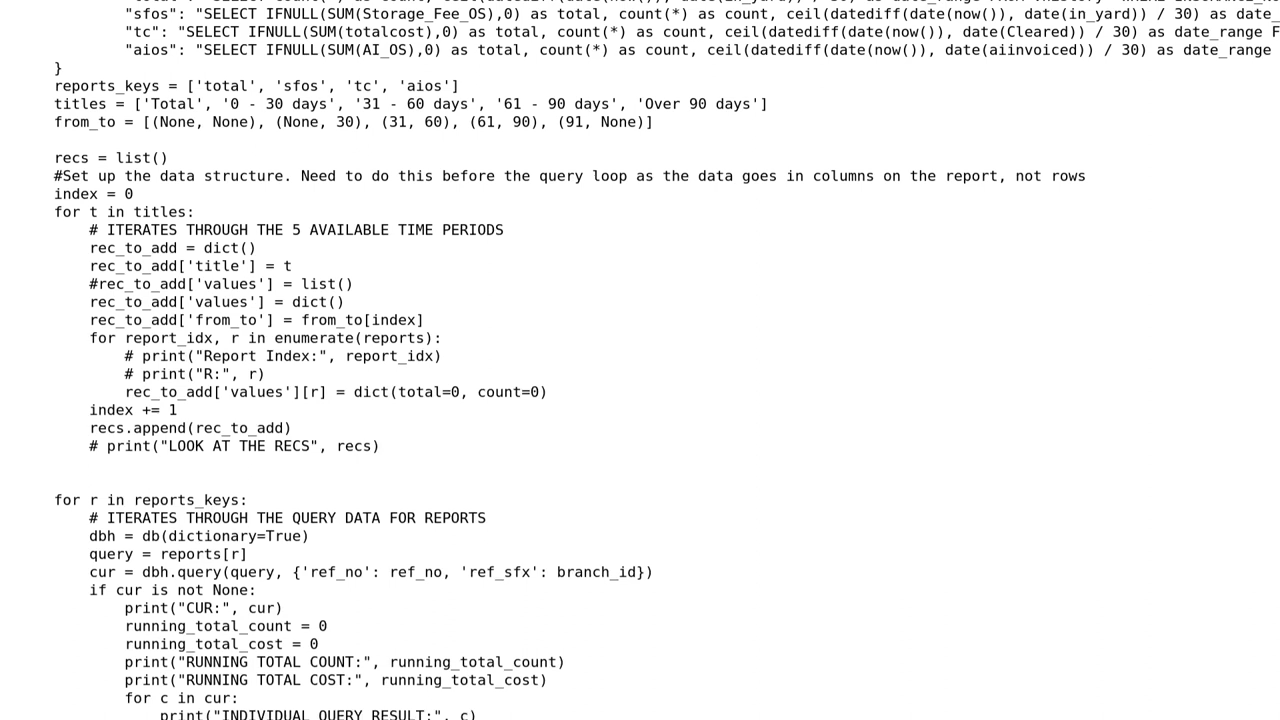 "sfos": "SELECT IFNULL(SUM(Storage_Fee_OS),0) as total, count(*) as count, ceil(datediff(date(now()), date(in_yard)) / 30) as date_
"tc": "SELECT IFNULL(SUM(totalcost),0) as total, count(*) as count, ceil(datediff(date(now()), date(Cleared)) / 30) as date_range F
"aios": "SELECT IFNULL(SUM(AI_OS),0) as total, count(*) as count, ceil(datediff(date(now()), date(aiinvoiced)) / 30) as date_range
}
reports_keys = ['total', 'sfos', 'tc', 'aios']
titles = ['Total', '0 - 30 days', '31 - 60 days', '61 - 90 days', 'Over 90 days']
from_to = [(None, None), (None, 30), (31, 60), (61, 90), (91, None)]
recs = list()
#Set up the data structure. Need to do this before the query loop as the data goes in columns on the report, not rows
index = 0
for t in titles:
# ITERATES THROUGH THE 5 AVAILABLE TIME PERIODS
rec_to_add = dict()
rec_to_add['title'] = t
#rec_to_add['values'] = list()
rec_to_add['values'] = dict()
rec_to_add['from_to'] = from_to[index]
for report_idx, r in enumerate(reports):
# print("Report Index:", report_idx)
# print("R:", r)
rec_to_add['values'][r] = dict(total=0, count=0)
index += 1
recs.append(rec_to_add)
# print("LOOK AT THE RECS", recs)
for r in reports_keys:
# ITERATES THROUGH THE QUERY DATA FOR REPORTS
dbh = db(dictionary=True)
query = reports[r]
cur = dbh.query(query, {'ref_no': ref_no, 'ref_sfx': branch_id})
if cur is not None:
print("CUR:", cur)
running_total_count = 0
running_total_cost = 0
print("RUNNING TOTAL COUNT:", running_total_count)
print("RUNNING TOTAL COST:", running_total_cost)
for c in cur:
print("INDIVIDUAL QUERY RESULT:", c)